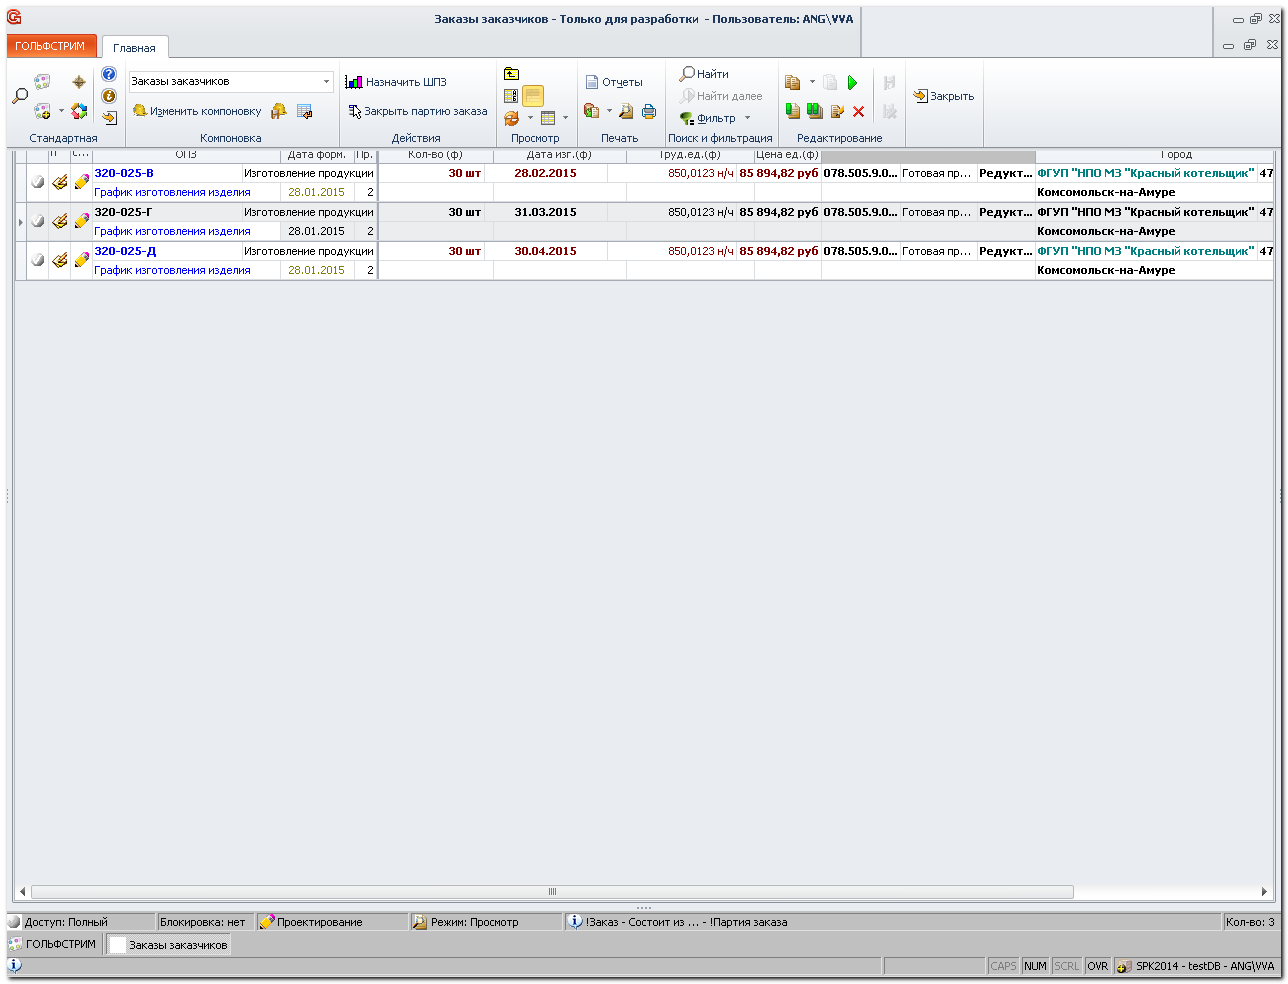 Заказы заказчиков - Только для разработки - Пользователь: ANG\VVA
ГОЛЬФСТРИМ Главная
Заказы заказчиков
Изменить компоновку
Стандартная Компоновка
Назначить ШПЗ
Закрыть партию заказа
Действия
Просмотр
Отчеты
Печать
Найти
Найти далее
Фильтр
Поиск и фильтрация
Редактирование
Закрыть
П С... ОПЗ Дата форм. Пр. Кол-во (ф) Дата изг.(ф) Труд.ед.(ф) Цена ед.(ф) Город
320-025-В Изготовление продукции 30 шт 28.02.2015 850,0123 н/ч 85 894,82 руб 078.505.9.0... Готовая пр... Редукт... ФГУП "НПО МЗ "Красный котельщик" 47
График изготовления изделия 28.01.2015 2 Комсомольск-на-Амуре
320-025-Г Изготовление продукции 30 шт 31.03.2015 850,0123 н/ч 85 894,82 руб 078.505.9.0... Готовая пр... Редукт... ФГУП "НПО МЗ "Красный котельщик" 47
График изготовления изделия 28.01.2015 2 Комсомольск-на-Амуре
320-025-Д Изготовление продукции 30 шт 30.04.2015 850,0123 н/ч 85 894,82 руб 078.505.9.0... Готовая пр... Редукт... ФГУП "НПО МЗ "Красный котельщик" 47
График изготовления изделия 28.01.2015 2 Комсомольск-на-Амуре
Доступ: Полный Блокировка: нет Проектирование Режим: Просмотр !Заказ - Состоит из ... - !Партия заказа Кол-во: 3
ГОЛЬФСТРИМ Заказы заказчиков
CAPS NUM SCRL OVR SPK2014 - testDB - ANG\VVA